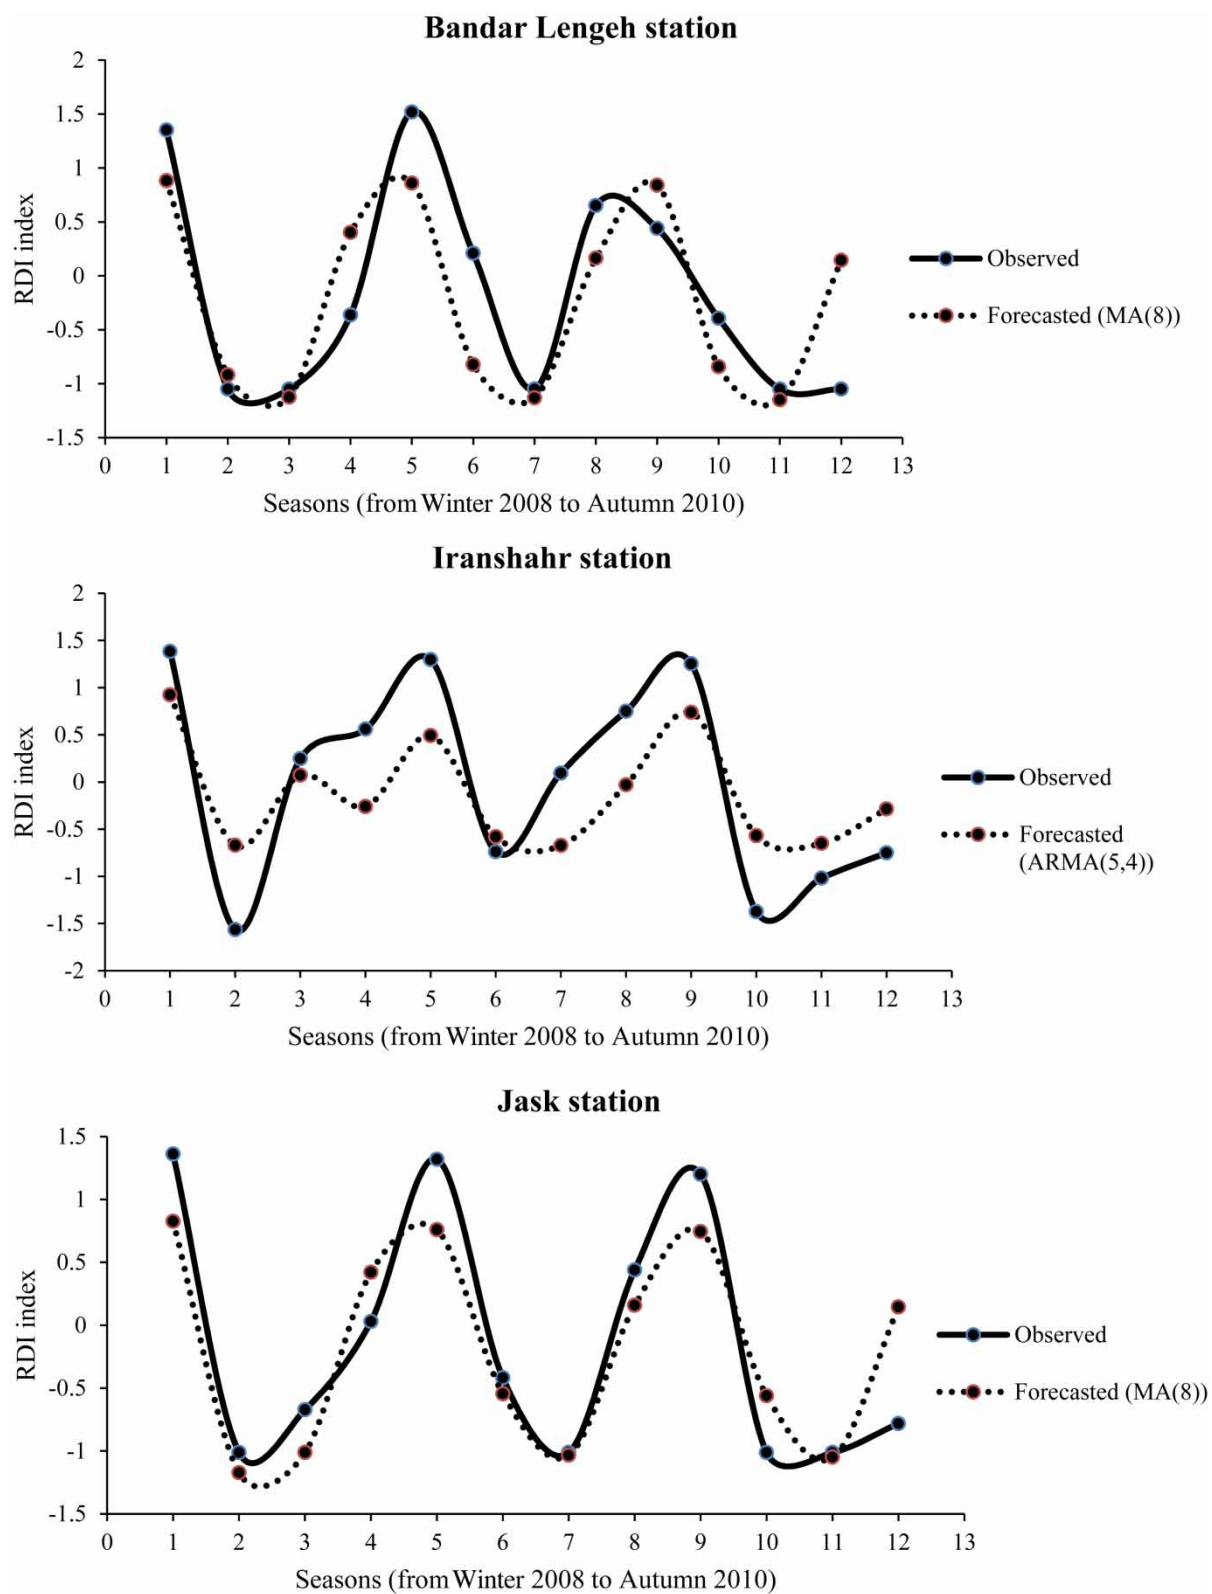 Bandar Lengeh station
2
1.5
1
0.5
0
-0.5
-1
-1.5
RDI index
0 1 2 3 4 5 6 7 8 9 10 11 12 13
Seasons (from Winter 2008 to Autumn 2010)
Observed
Forecasted (MA(8))
Iranshahr station
2
1.5
1
0.5
0
-0.5
-1
-1.5
-2
RDI index
0 1 2 3 4 5 6 7 8 9 10 11 12 13
Seasons (from Winter 2008 to Autumn 2010)
Observed
Forecasted
(ARMA(5,4))
Jask station
1.5
1
0.5
0
-0.5
-1
-1.5
RDI index
0 1 2 3 4 5 6 7 8 9 10 11 12 13
Seasons (from Winter 2008 to Autumn 2010)
Observed
Forecasted (MA(8))